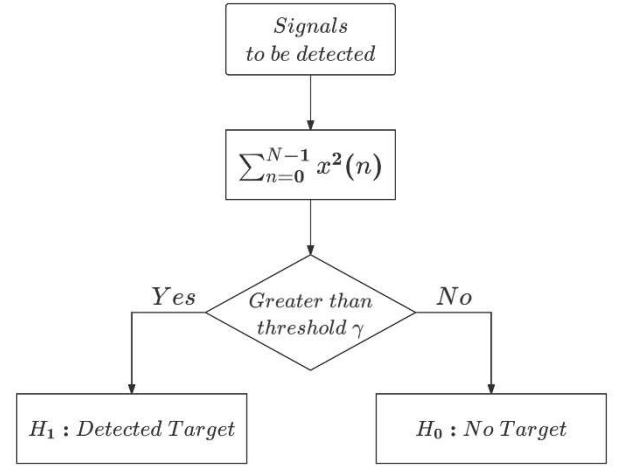 Signals
to be detected
∑_{n=0}^{N−1} x²(n)
Yes
Greater than
threshold γ
No
H₁ : Detected Target
H₀ : No Target